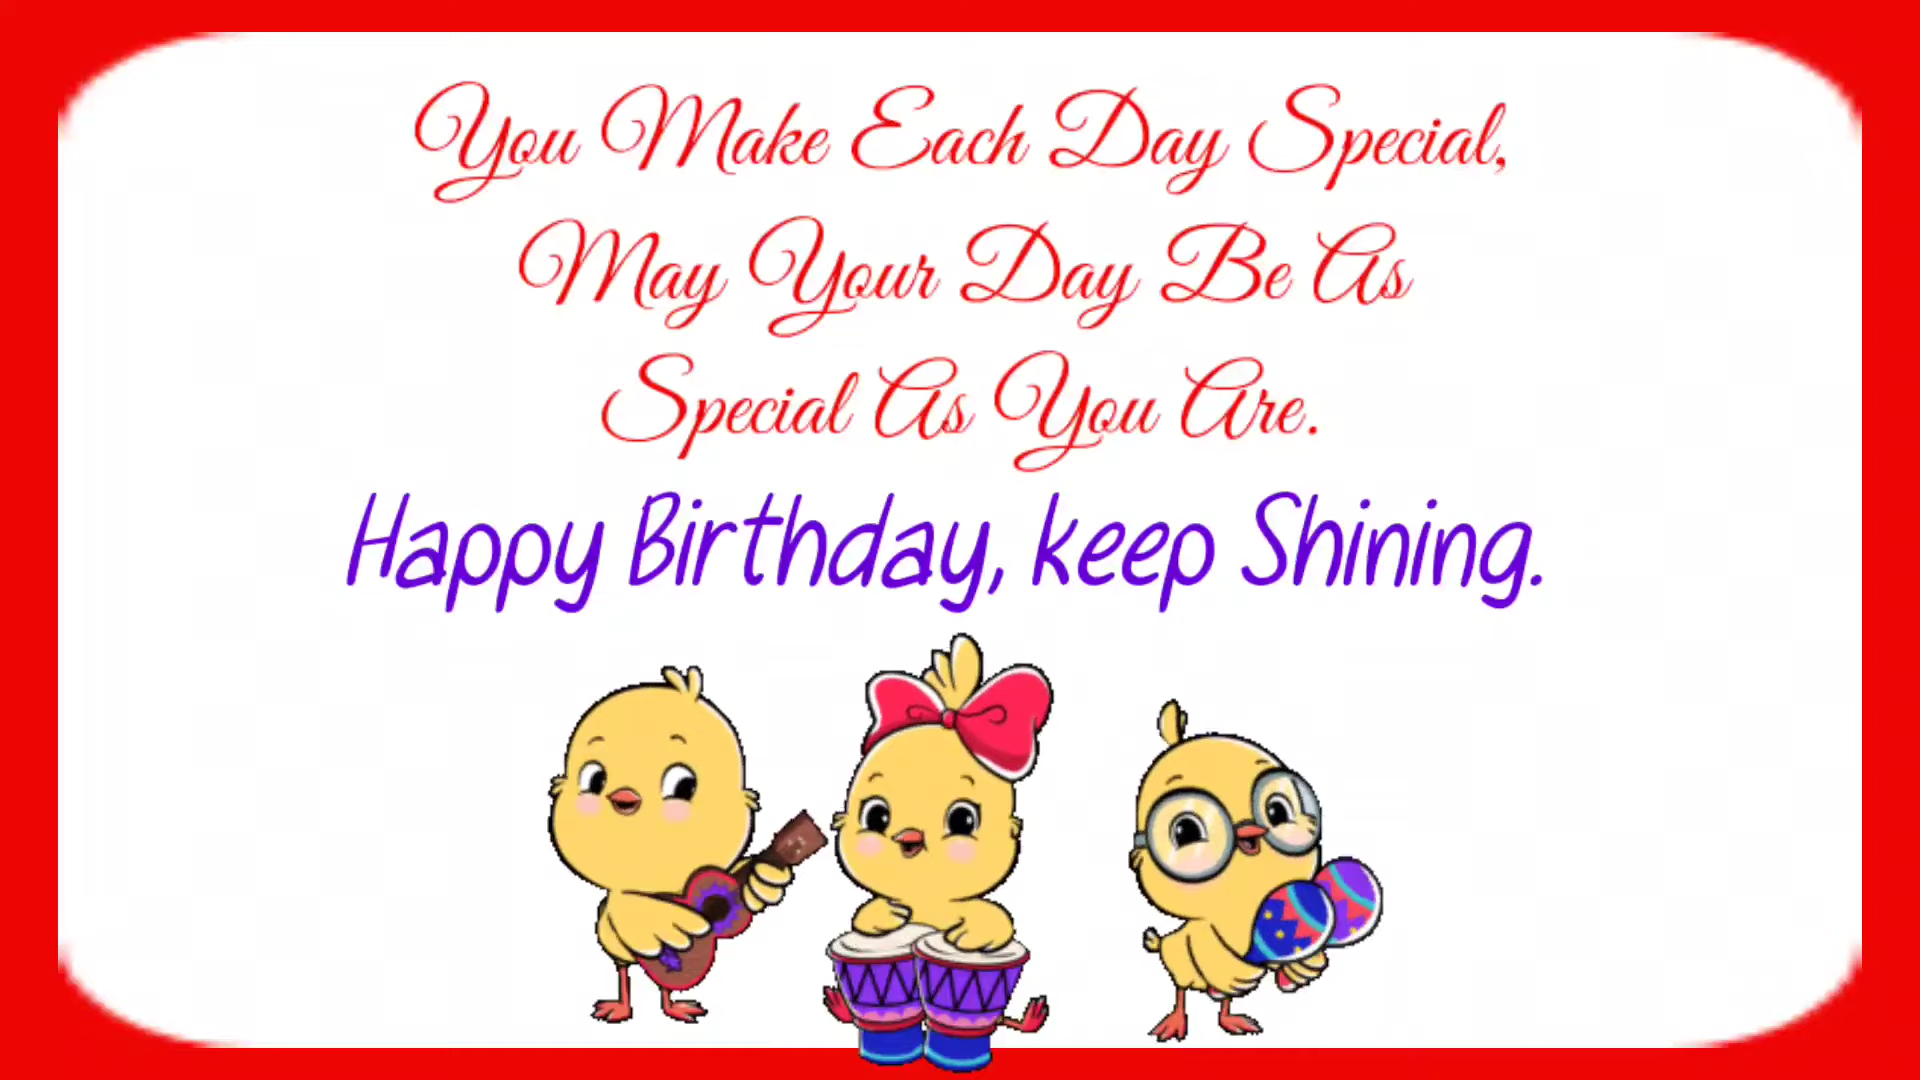 You Make Each Day Special,
May Your Day Be As
Special As You Are.
Happy Birthday, keep Shining.